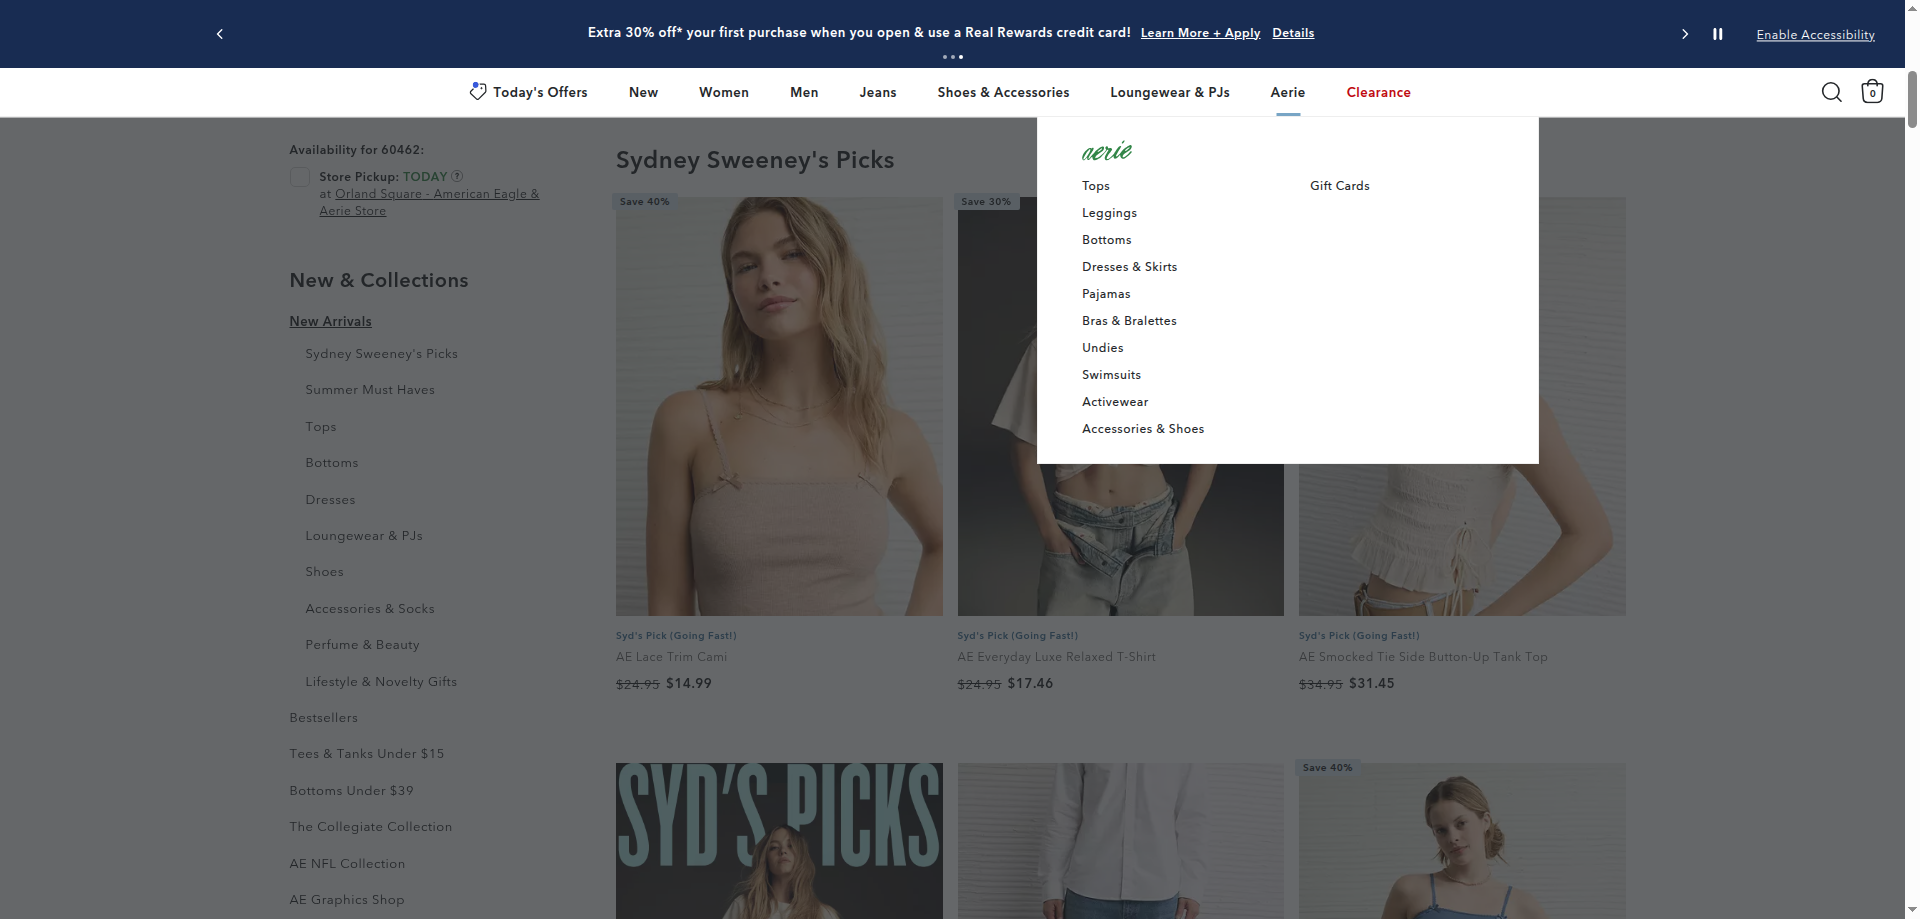 Extra 30% off* your first purchase when you open & use a Real Rewards credit card! Learn More + Apply Details
Enable Accessibility
Today's Offers
New
Women
Men
Jeans
Shoes & Accessories
Loungewear & PJs
Aerie
Clearance
0
Availability for 60462:
Store Pickup: TODAY ?
at Orland Square - American Eagle &
Aerie Store
New & Collections
New Arrivals
Sydney Sweeney's Picks
Summer Must Haves
Tops
Bottoms
Dresses
Loungewear & PJs
Shoes
Accessories & Socks
Perfume & Beauty
Lifestyle & Novelty Gifts
Bestsellers
Tees & Tanks Under $15
Bottoms Under $39
The Collegiate Collection
AE NFL Collection
AE Graphics Shop
Sydney Sweeney's Picks
aerie
Tops
Leggings
Bottoms
Dresses & Skirts
Pajamas
Bras & Bralettes
Undies
Swimsuits
Activewear
Accessories & Shoes
Gift Cards
Save 40%
Syd's Pick (Going Fast!)
AE Lace Trim Cami
$24.95 $14.99
Save 30%
Syd's Pick (Going Fast!)
AE Everyday Luxe Relaxed T-Shirt
$24.95 $17.46
Syd's Pick (Going Fast!)
AE Smocked Tie Side Button-Up Tank Top
$34.95 $31.45
SYD'S PICKS
Save 40%